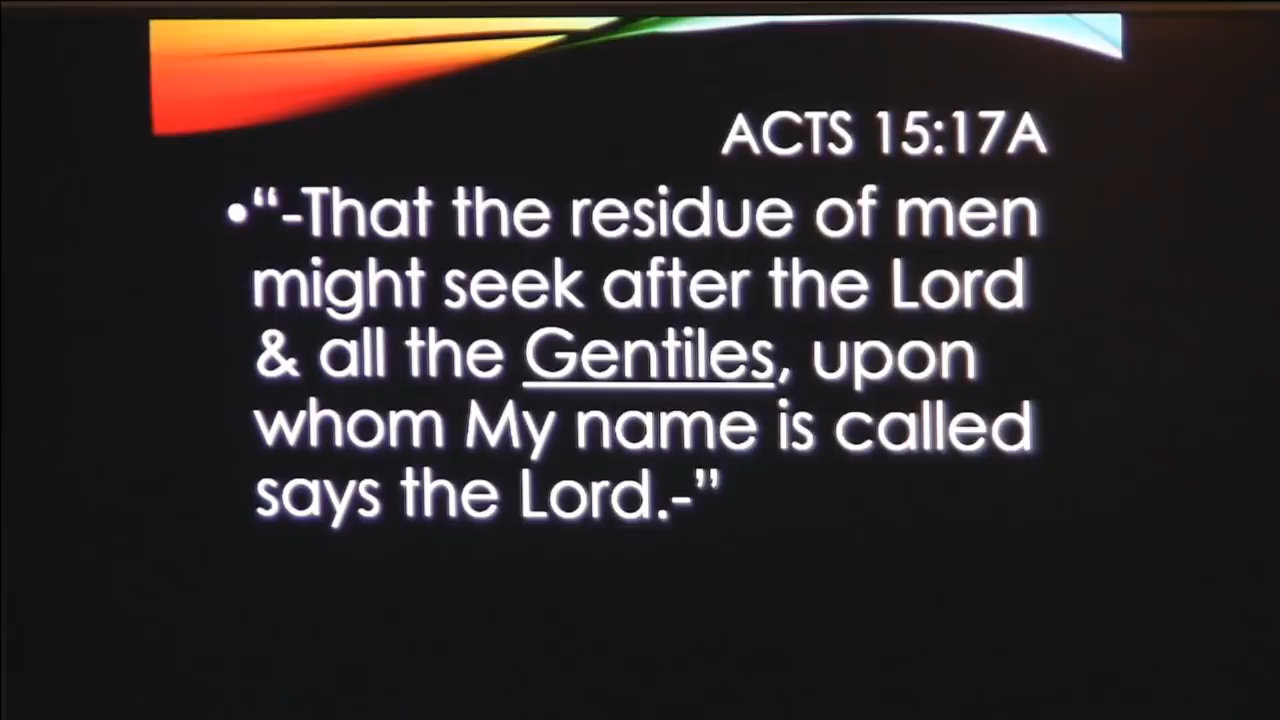 ACTS 15:17A
•“-That the residue of men
might seek after the Lord
& all the Gentiles, upon
whom My name is called
says the Lord.-”